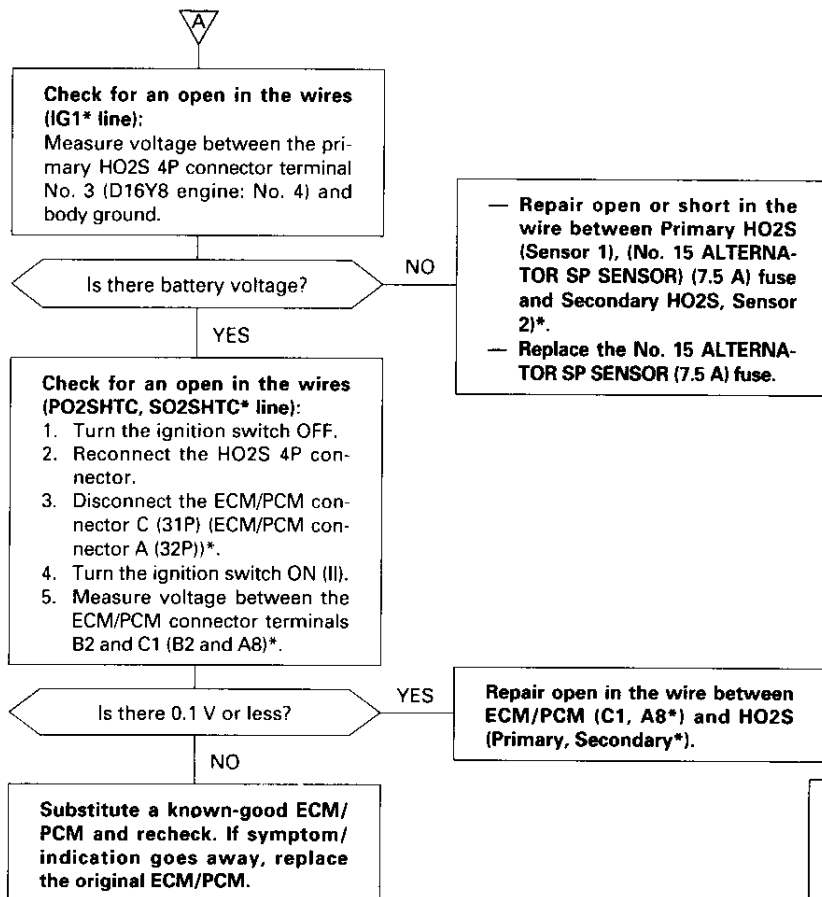 A
Check for an open in the wires
(IG1* line):
Measure voltage between the pri-
mary HO2S 4P connector terminal
No. 3 (D16Y8 engine: No. 4) and
body ground.
Is there battery voltage?
NO
— Repair open or short in the
wire between Primary HO2S
(Sensor 1), (No. 15 ALTERNA-
TOR SP SENSOR) (7.5 A) fuse
and Secondary HO2S, Sensor
2)*.
— Replace the No. 15 ALTERNA-
TOR SP SENSOR (7.5 A) fuse.
YES
Check for an open in the wires
(PO2SHTC, SO2SHTC* line):
1. Turn the ignition switch OFF.
2. Reconnect the HO2S 4P con-
nector.
3. Disconnect the ECM/PCM con-
nector C (31P) (ECM/PCM con-
nector A (32P))*.
4. Turn the ignition switch ON (II).
5. Measure voltage between the
ECM/PCM connector terminals
B2 and C1 (B2 and A8)*.
Is there 0.1 V or less?
YES
Repair open in the wire between
ECM/PCM (C1, A8*) and HO2S
(Primary, Secondary*).
NO
Substitute a known-good ECM/
PCM and recheck. If symptom/
indication goes away, replace
the original ECM/PCM.